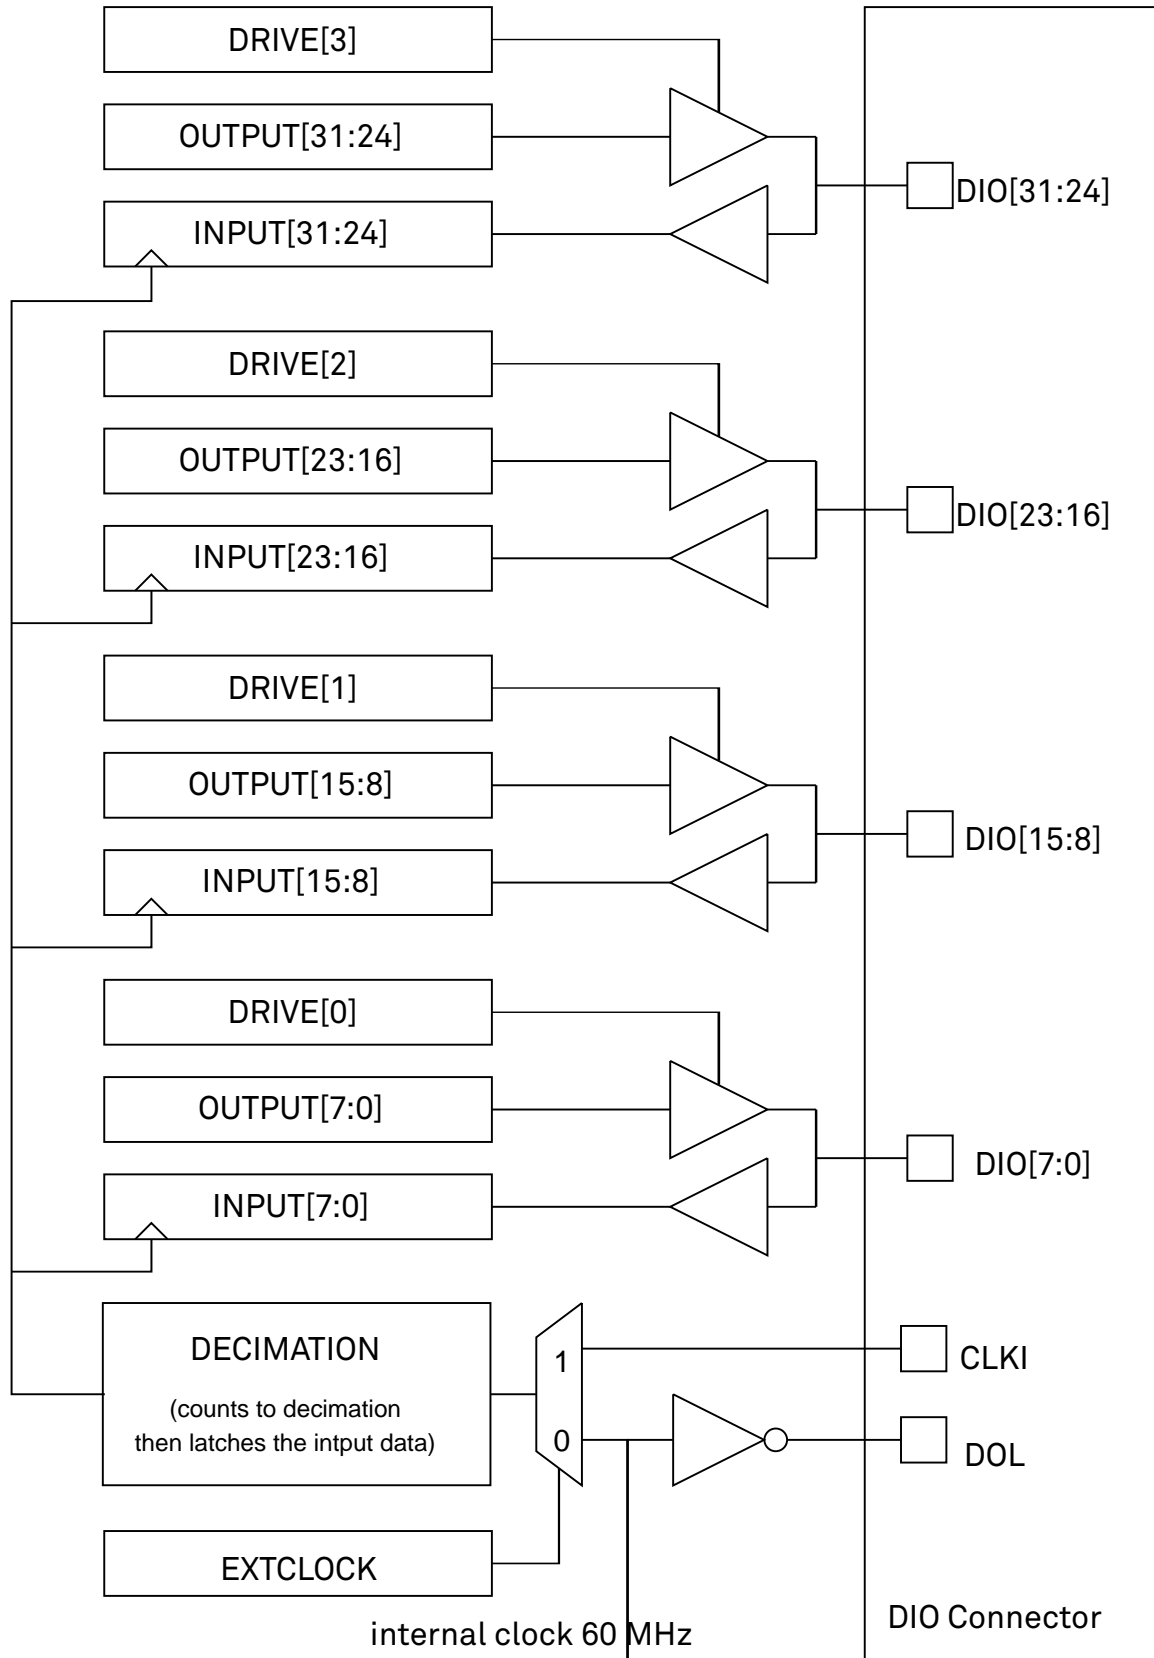 DRIVE[3]
OUTPUT[31:24]
INPUT[31:24]
DIO[31:24]
DRIVE[2]
OUTPUT[23:16]
INPUT[23:16]
DIO[23:16]
DRIVE[1]
OUTPUT[15:8]
INPUT[15:8]
DIO[15:8]
DRIVE[0]
OUTPUT[7:0]
INPUT[7:0]
DIO[7:0]
DECIMATION
(counts to decimation
then latches the intput data)
1
0
CLKI
DOL
EXTCLOCK
internal clock 60 MHz
DIO Connector